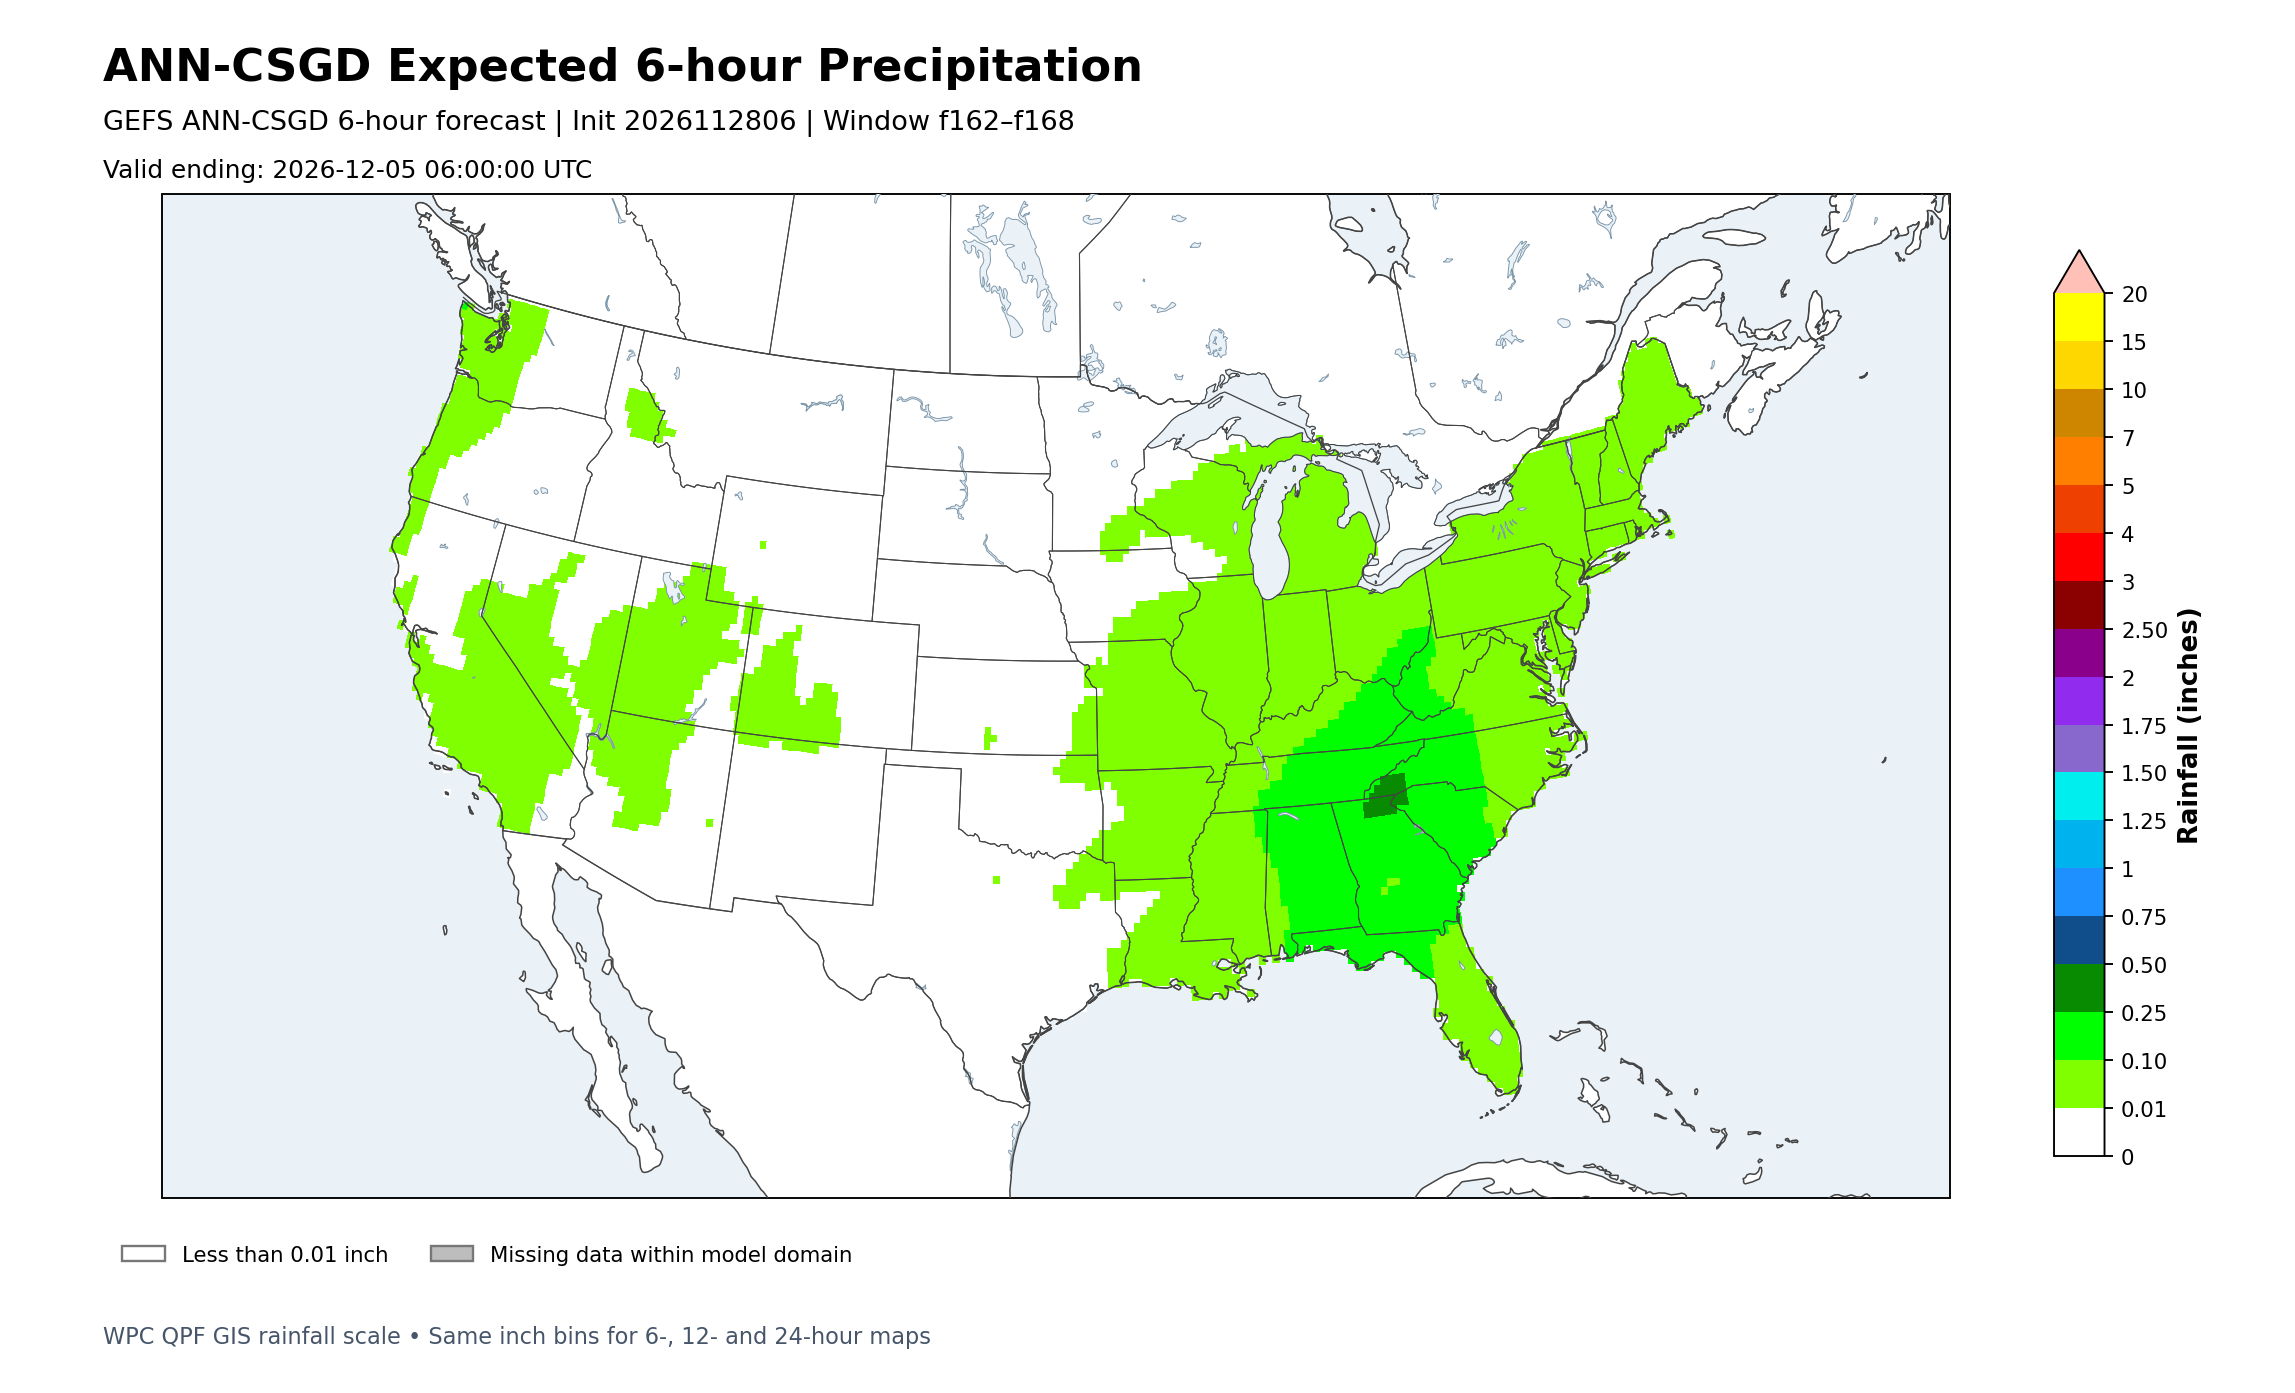 ANN-CSGD Expected 6-hour Precipitation
GEFS ANN-CSGD 6-hour forecast | Init 2026112806 | Window f162–f168
Valid ending: 2026-12-05 06:00:00 UTC
20
15
10
7
5
4
3
2.50
2
1.75
1.50
1.25
1
0.75
0.50
0.25
0.10
0.01
0
Rainfall (inches)
Less than 0.01 inch
Missing data within model domain
WPC QPF GIS rainfall scale • Same inch bins for 6-, 12- and 24-hour maps